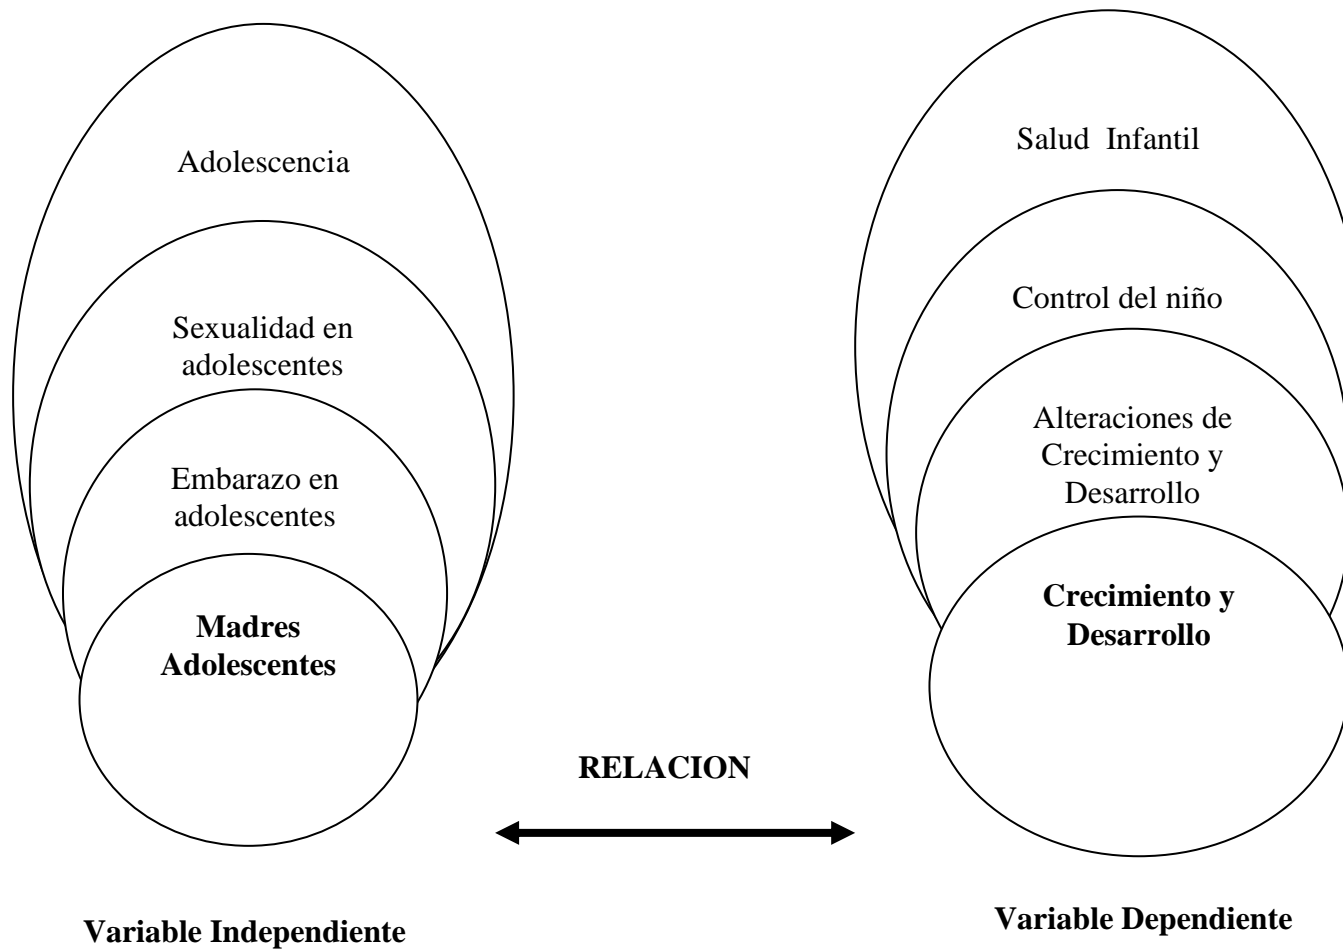 Adolescencia
Sexualidad en
adolescentes
Embarazo en
adolescentes
Madres
Adolescentes
Variable Independiente
RELACION
Salud Infantil
Control del niño
Alteraciones de
Crecimiento y
Desarrollo
Crecimiento y
Desarrollo
Variable Dependiente